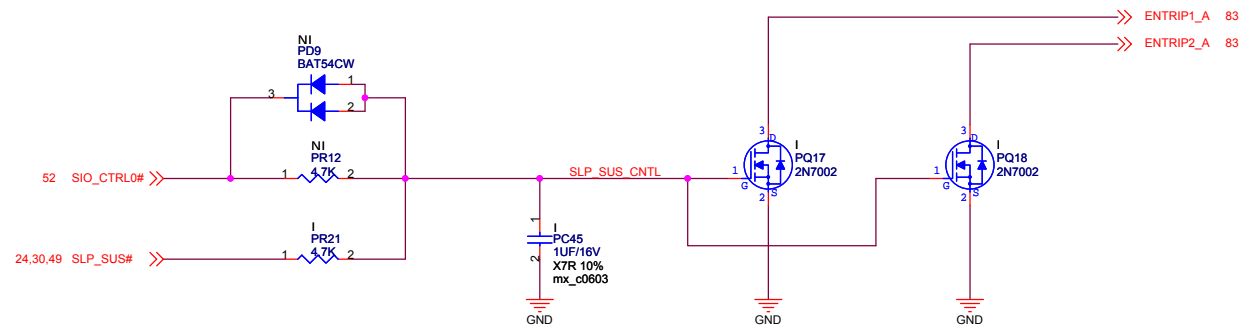 ENTRIP1_A 83
ENTRIP2_A 83
NI
PD9
BAT54CW
1
3
2
NI
PR12
4.7K
52 SIO_CTRL0#
1
2
SLP_SUS_CNTL
3
D
I
PQ17
2N7002
1
G
S
2
3
D
I
PQ18
2N7002
1
G
S
2
I
PR21
4.7K
24,30,49 SLP_SUS#
1
2
1
I
PC45
1UF/16V
2
X7R 10%
mx_c0603
GND
GND
GND